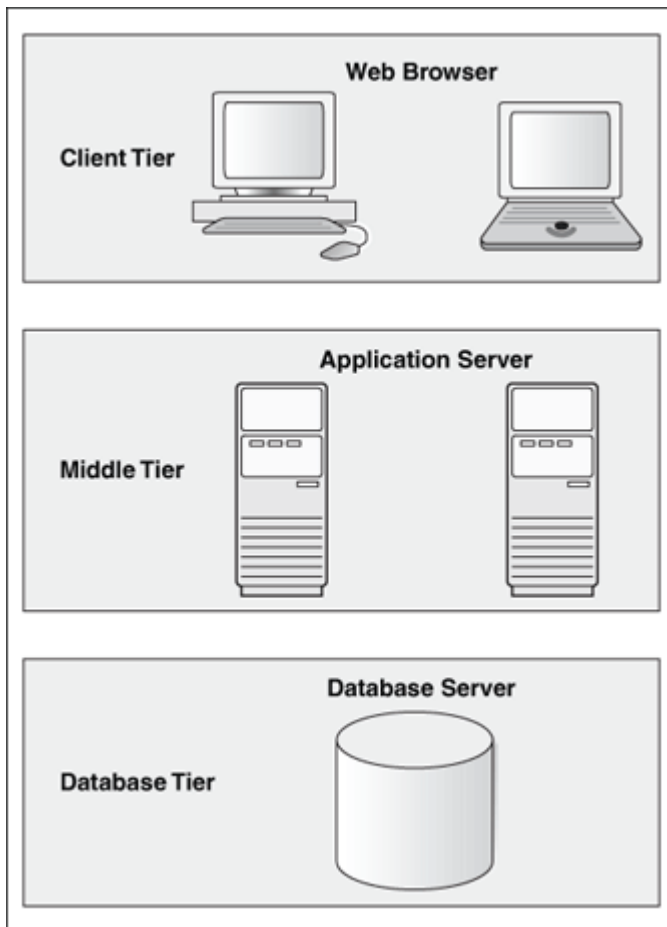 Web Browser
Client Tier
Application Server
Middle Tier
Database Server
Database Tier